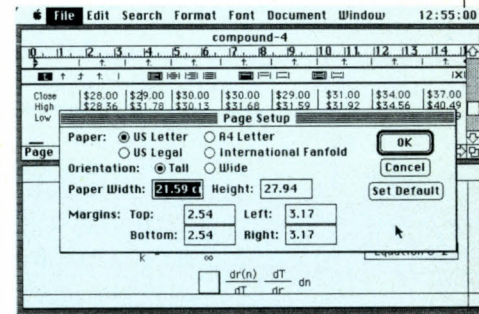 File Edit Search Format Font Document Window 12:55:00
compound-4
0 1 2 3 4 5 6 7 8 9 10 11 12 13 14
Close $28.00 $29.00 $30.00 $30.00 $29.00 $31.00 $34.00 $37.00
High $28.36 $31.78 $30.13 $31.68 $31.59 $31.92 $34.56 $40.49
Low
Page Setup
Paper: US Letter A4 Letter
US Legal International Fanfold
Orientation: Tall Wide
Paper Width: 21.59 c Height: 27.94
Margins: Top: 2.54 Left: 3.17
Bottom: 2.54 Right: 3.17
OK
Cancel
Set Default
Page
k ∞
dr(n) dT
dn
dT dr